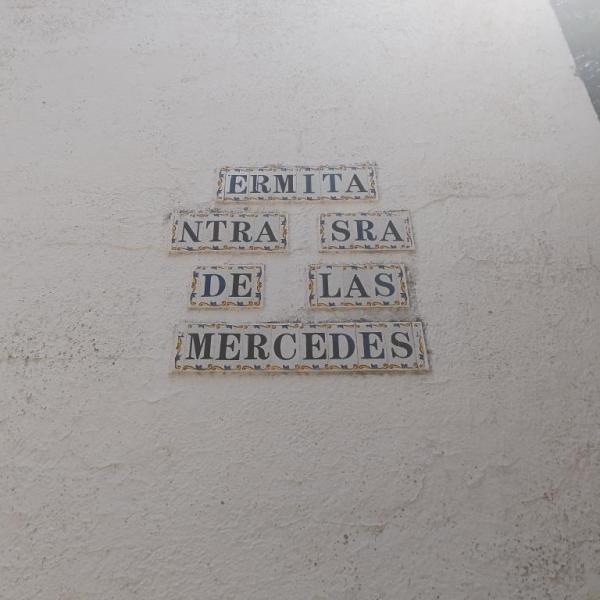 ERMITA
NTRA SRA
DE LAS
MERCEDES